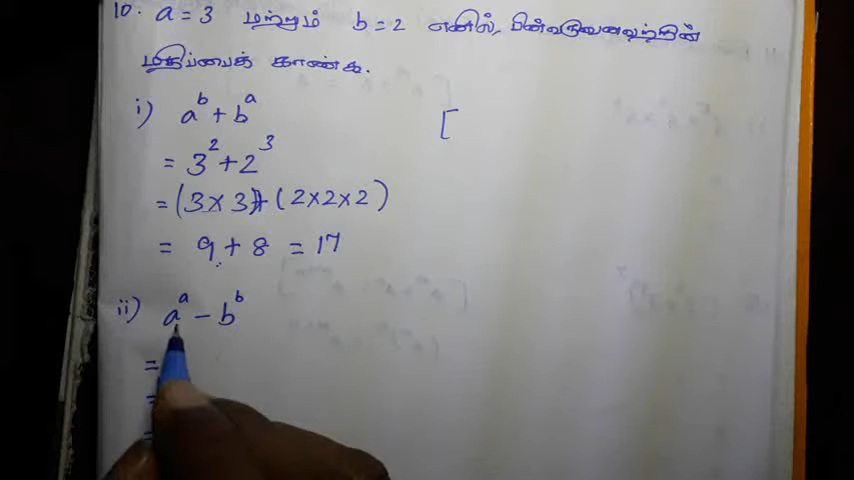 10. a = 3 மற்றும் b = 2 எனில், பின்வருவனவற்றின்
மதிப்பைக் காண்க.
i) a^b + b^a
[
= 3^2 + 2^3
= (3 × 3) + (2 × 2 × 2)
= 9 + 8 = 17
ii) a^a - b^b
=
=
=